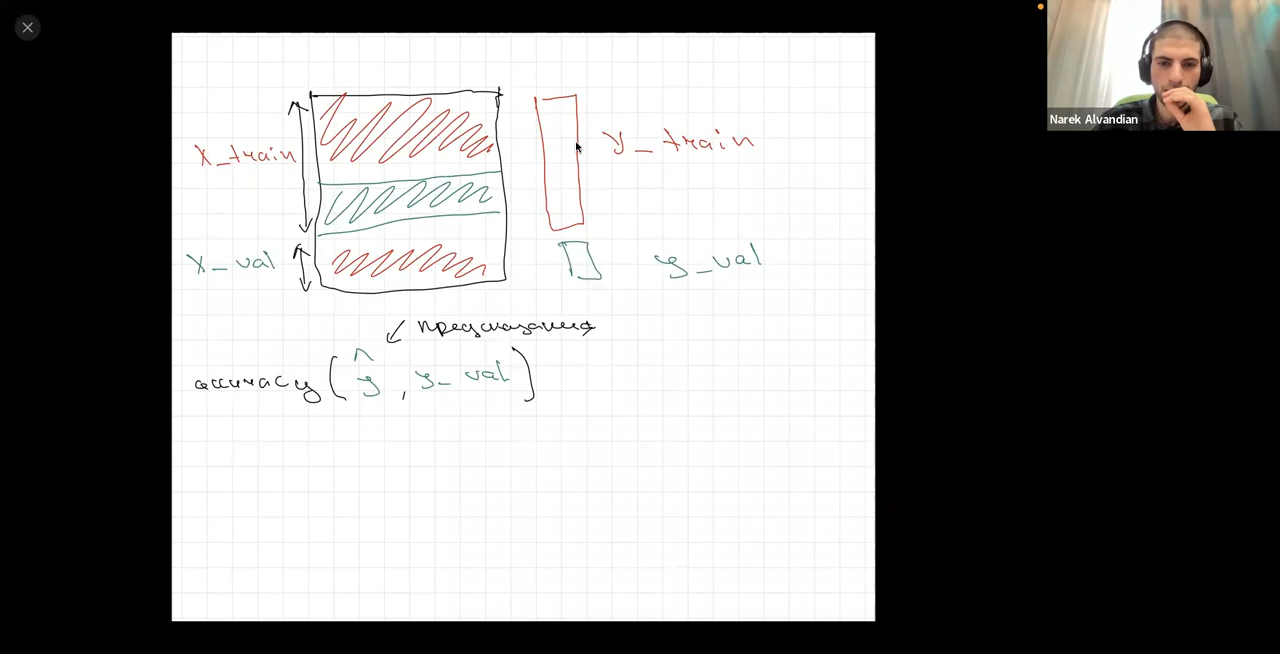 Narek Alvandian
X_train
y_train
X_val
y_val
предсказания
accuracy ( ŷ , y_val )